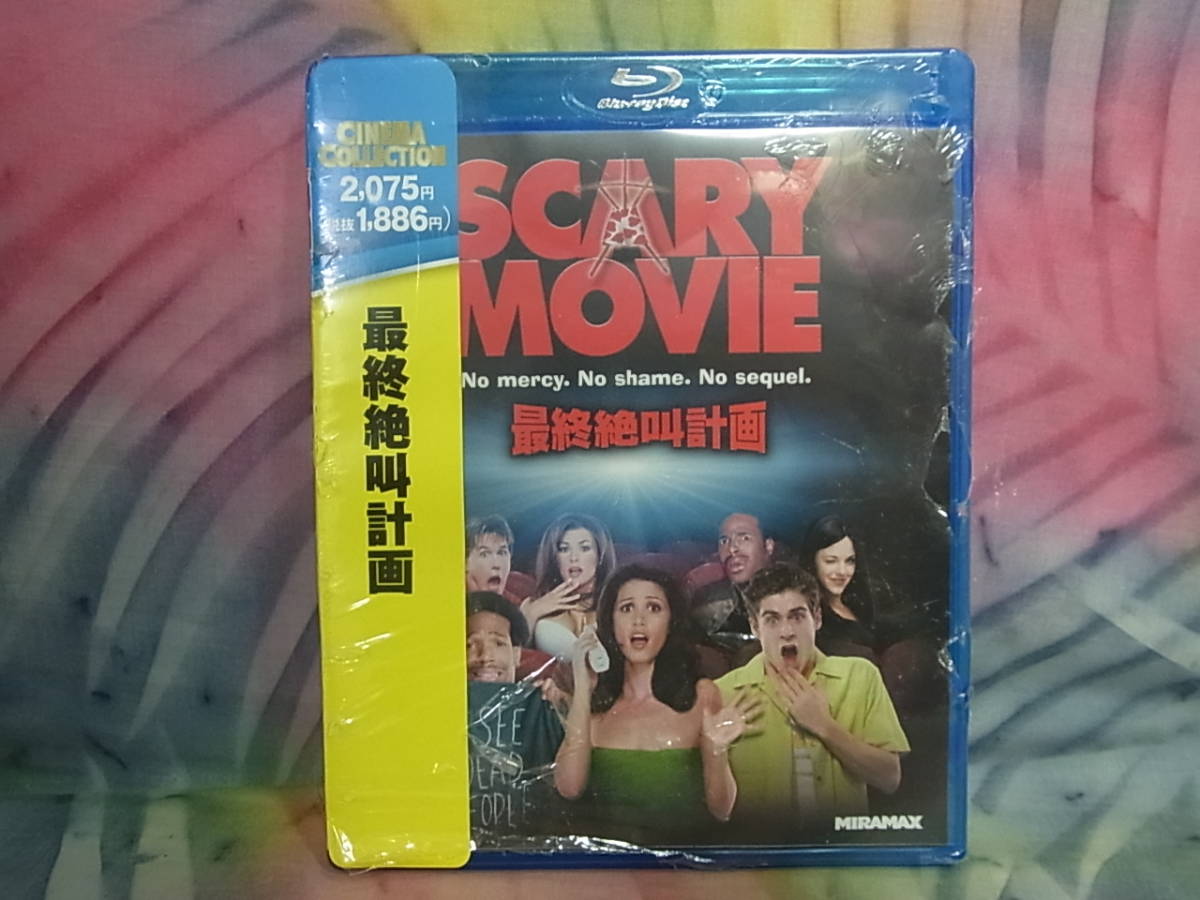 Blu-ray Disc
CINEMA
COLLECTION
2,075円
税抜1,886円)
最終絶叫計画
SCARY
MOVIE
No mercy. No shame. No sequel.
最終絶叫計画
SEE
DEAD
PEOPLE
MIRAMAX